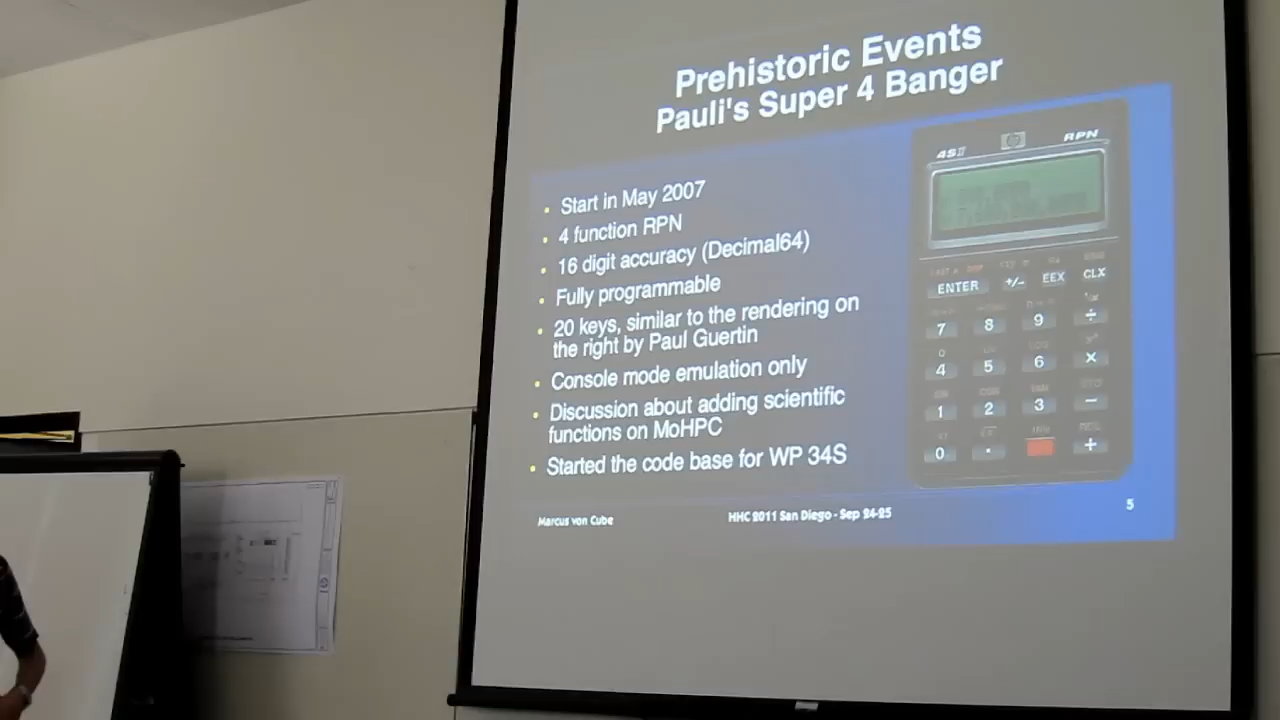 Prehistoric Events
Pauli's Super 4 Banger
Start in May 2007
4 function RPN
16 digit accuracy (Decimal64)
Fully programmable
20 keys, similar to the rendering on
the right by Paul Guertin
Console mode emulation only
Discussion about adding scientific
functions on MoHPC
Started the code base for WP 34S
4SII hp RPN
ENTER +/- EEX CLX
7 8 9 ÷
4 5 6 ×
1 2 3 −
0 · +
Marcus von Cube
HHC 2011 San Diego - Sep 24-25
5